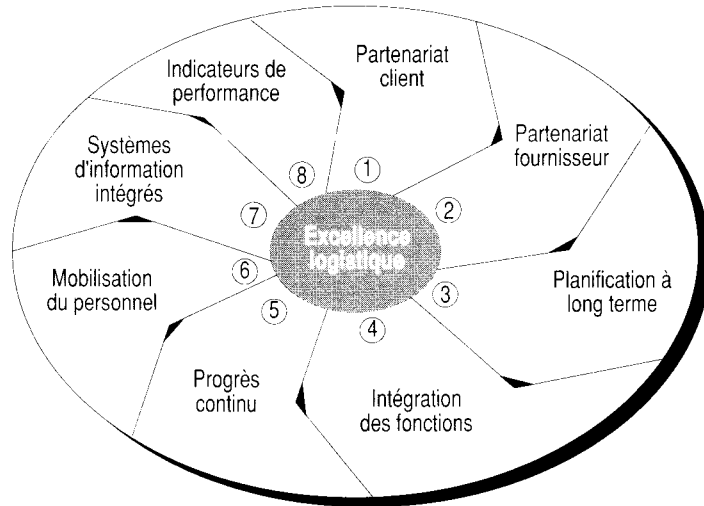 Partenariat
client
Partenariat
fournisseur
Planification à
long terme
Intégration
des fonctions
Progrès
continu
Mobilisation
du personnel
Systèmes
d'information
intégrés
Indicateurs de
performance
1
2
3
4
5
6
7
8
Excellence
logistique